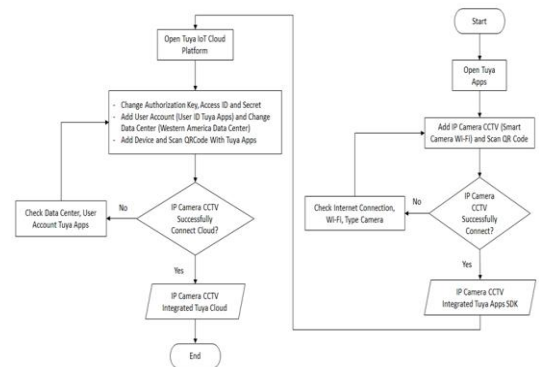 Start
Open Tuya
Apps
Add IP Camera CCTV (Smart
Camera Wi-Fi) and Scan QR Code
IP Camera
CCTV
Successfully
Connect?
No
Check Internet Connection,
Wi-Fi, Type Camera
Yes
IP Camera CCTV
Integrated Tuya Apps SDK
Open Tuya IoT Cloud
Platform
- Change Authorization Key, Access ID and Secret
- Add User Account (User ID Tuya Apps) and Change
Data Center (Western America Data Center)
- Add Device and Scan QRCode With Tuya Apps
IP Camera CCTV
Successfully
Connect Cloud?
No
Check Data Center, User
Account Tuya Apps
Yes
IP Camera CCTV
Integrated Tuya Cloud
End